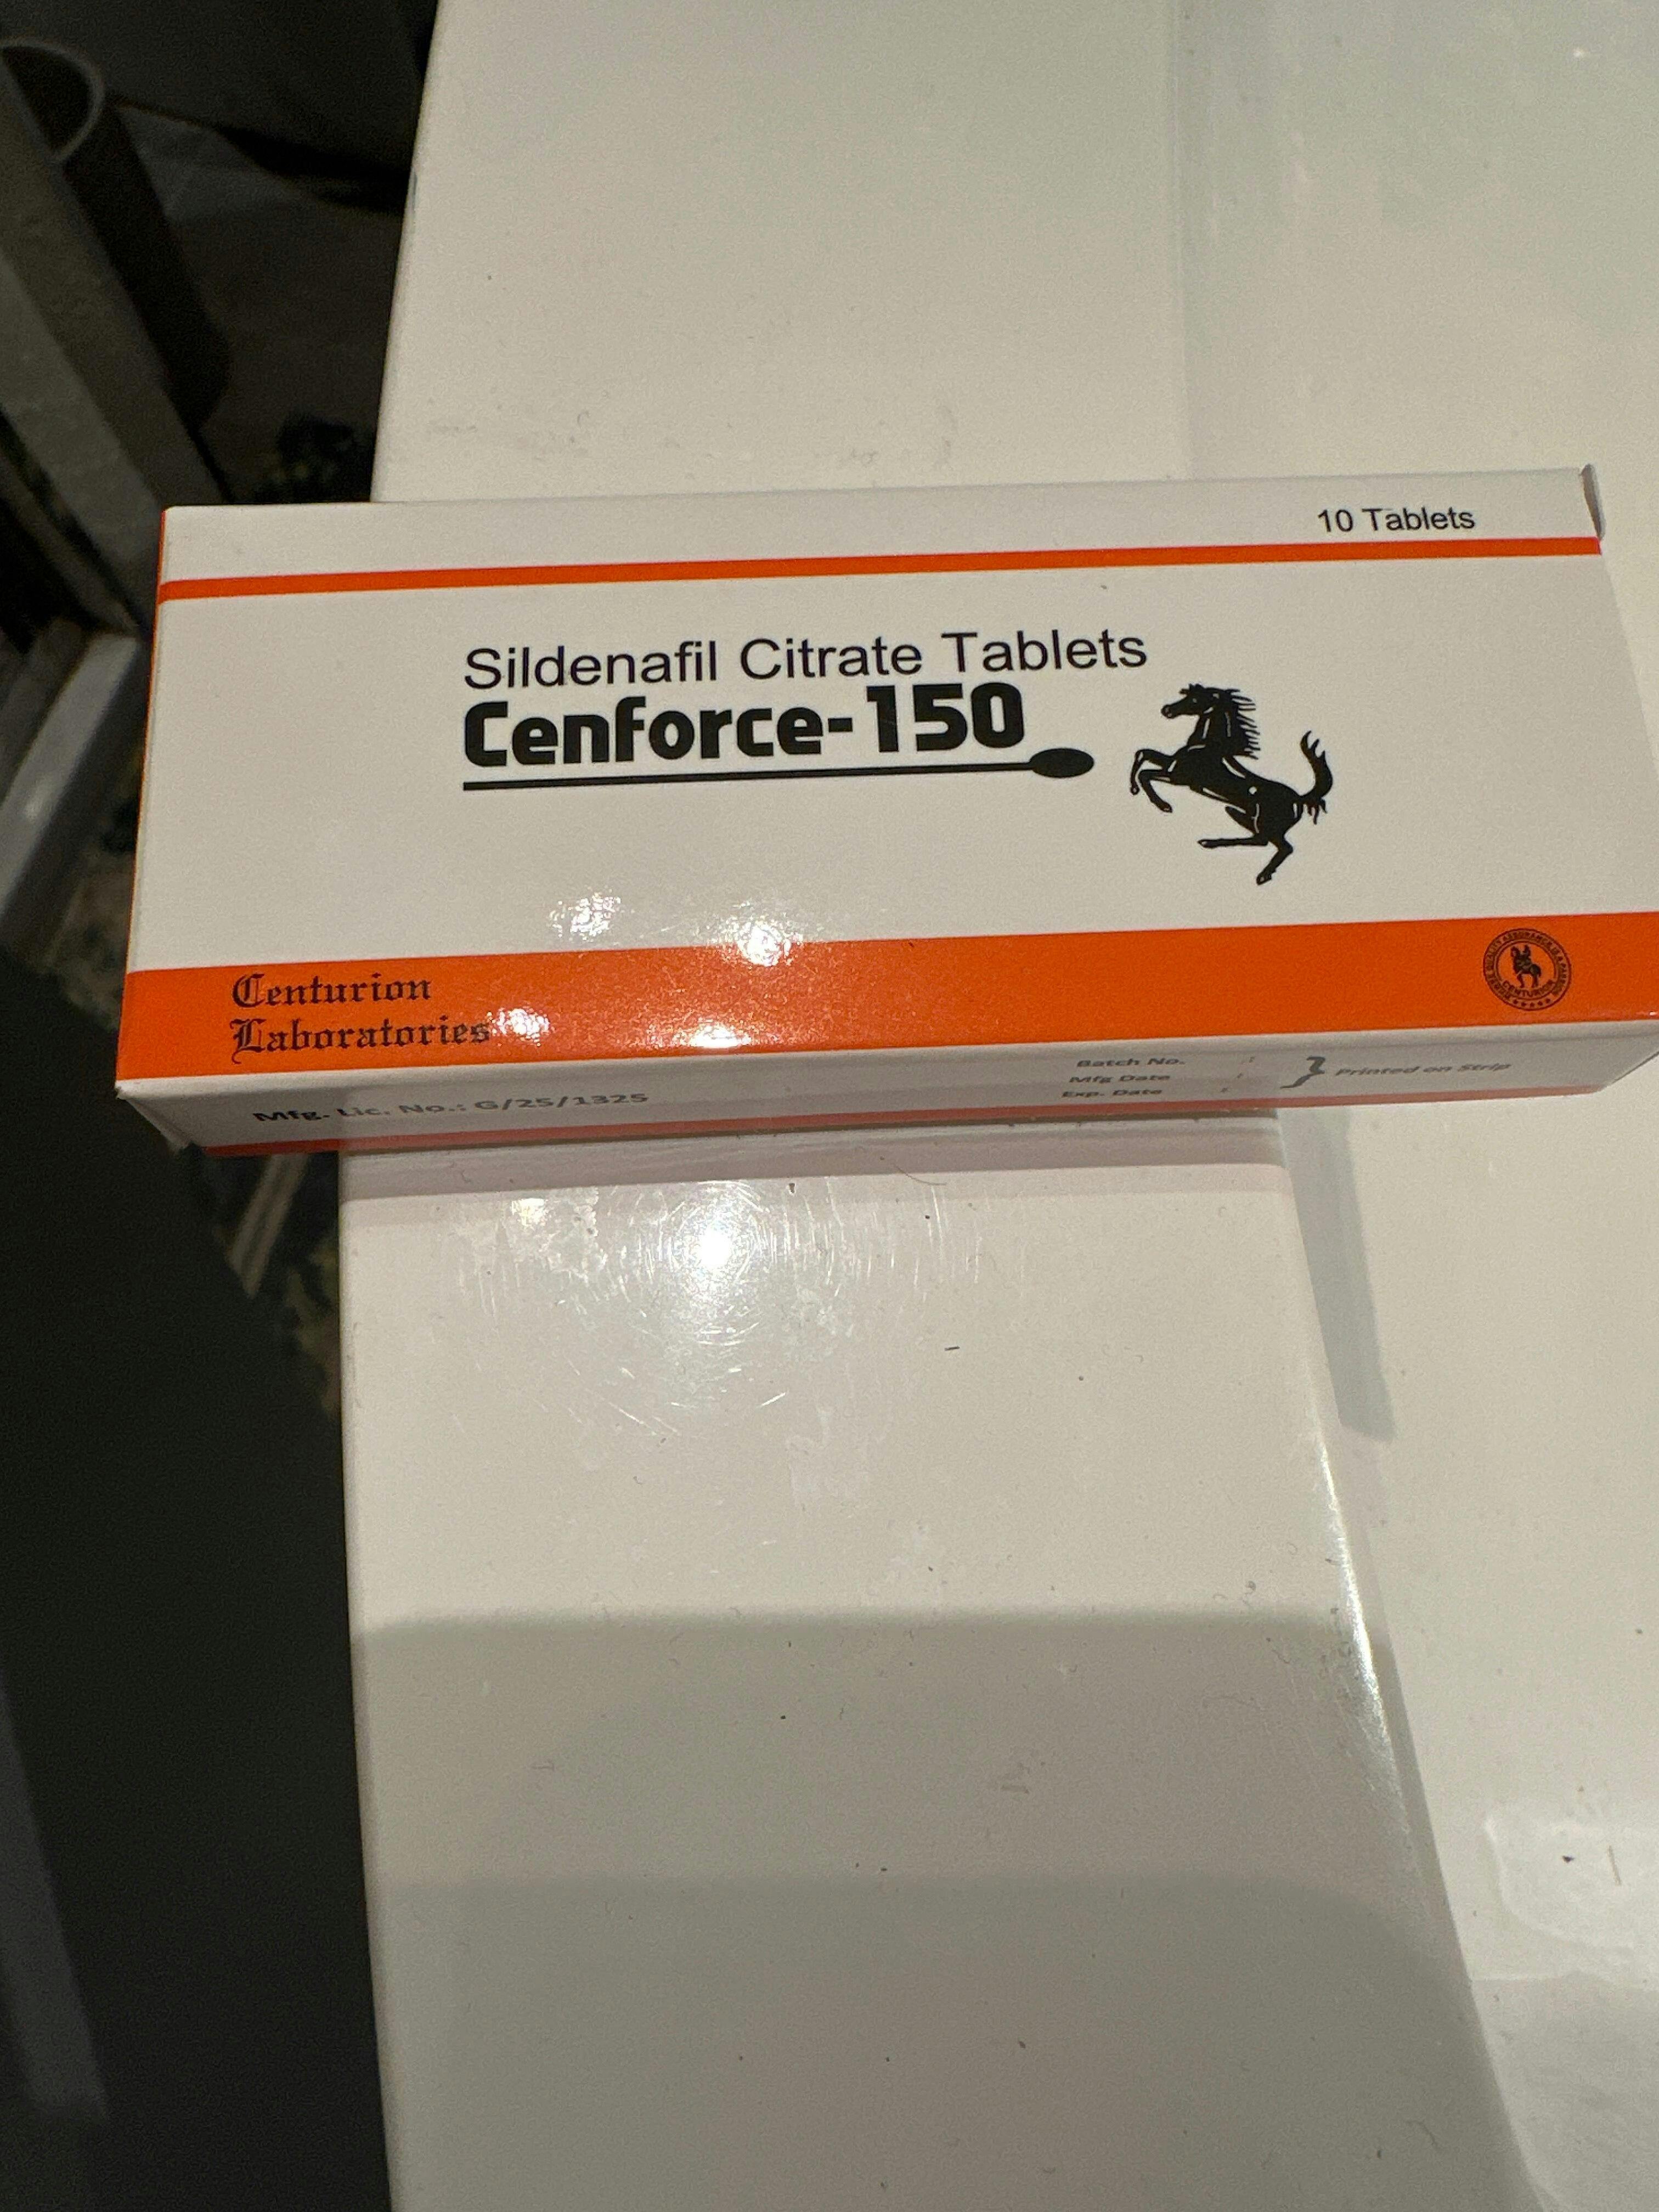 10 Tablets
Sildenafil Citrate Tablets
Cenforce-150
Centurion
Laboratories
CENTURION
Mfg. Lic. No.: G/25/1325
Batch No. :
Mfg Date :
Exp. Date :
} Printed on Strip